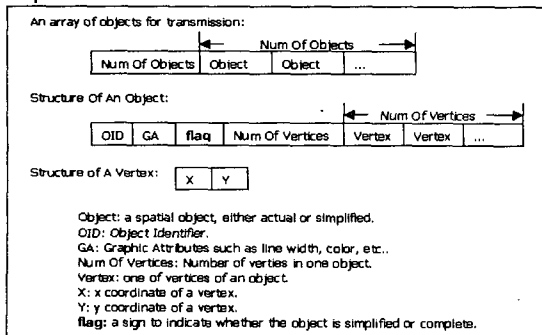 An array of objects for transmission:
Num Of Objects
Num Of Objects Object Object ...
Structure Of An Object:
Num Of Vertices
OID GA flag Num Of Vertices Vertex Vertex ...
Structure of A Vertex: X Y
Object: a spatial object, either actual or simplified.
OID: Object Identifier.
GA: Graphic Attributes such as line width, color, etc..
Num Of Vertices: Number of verties in one object.
Vertex: one of vertices of an object.
X: x coordinate of a vertex.
Y: y coordinate of a vertex.
flag: a sign to indicate whether the object is simplified or complete.